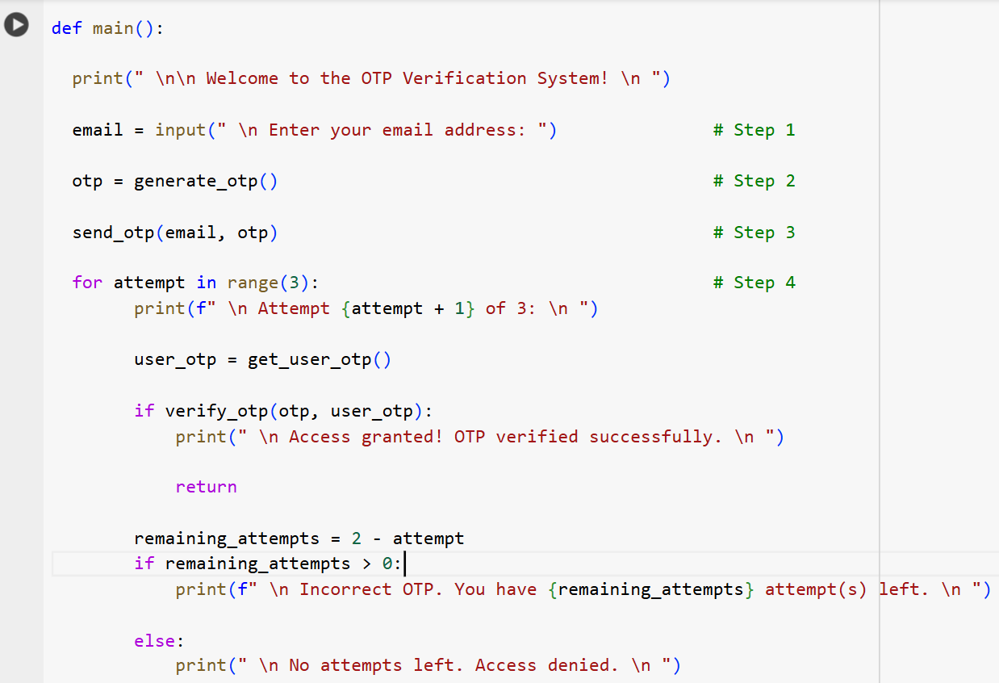 def main():
print(" \n\n Welcome to the OTP Verification System! \n ")
email = input(" \n Enter your email address: ") # Step 1
otp = generate_otp() # Step 2
send_otp(email, otp) # Step 3
for attempt in range(3): # Step 4
print(f" \n Attempt {attempt + 1} of 3: \n ")
user_otp = get_user_otp()
if verify_otp(otp, user_otp):
print(" \n Access granted! OTP verified successfully. \n ")
return
remaining_attempts = 2 - attempt
if remaining_attempts > 0:
print(f" \n Incorrect OTP. You have {remaining_attempts} attempt(s) left. \n ")
else:
print(" \n No attempts left. Access denied. \n ")